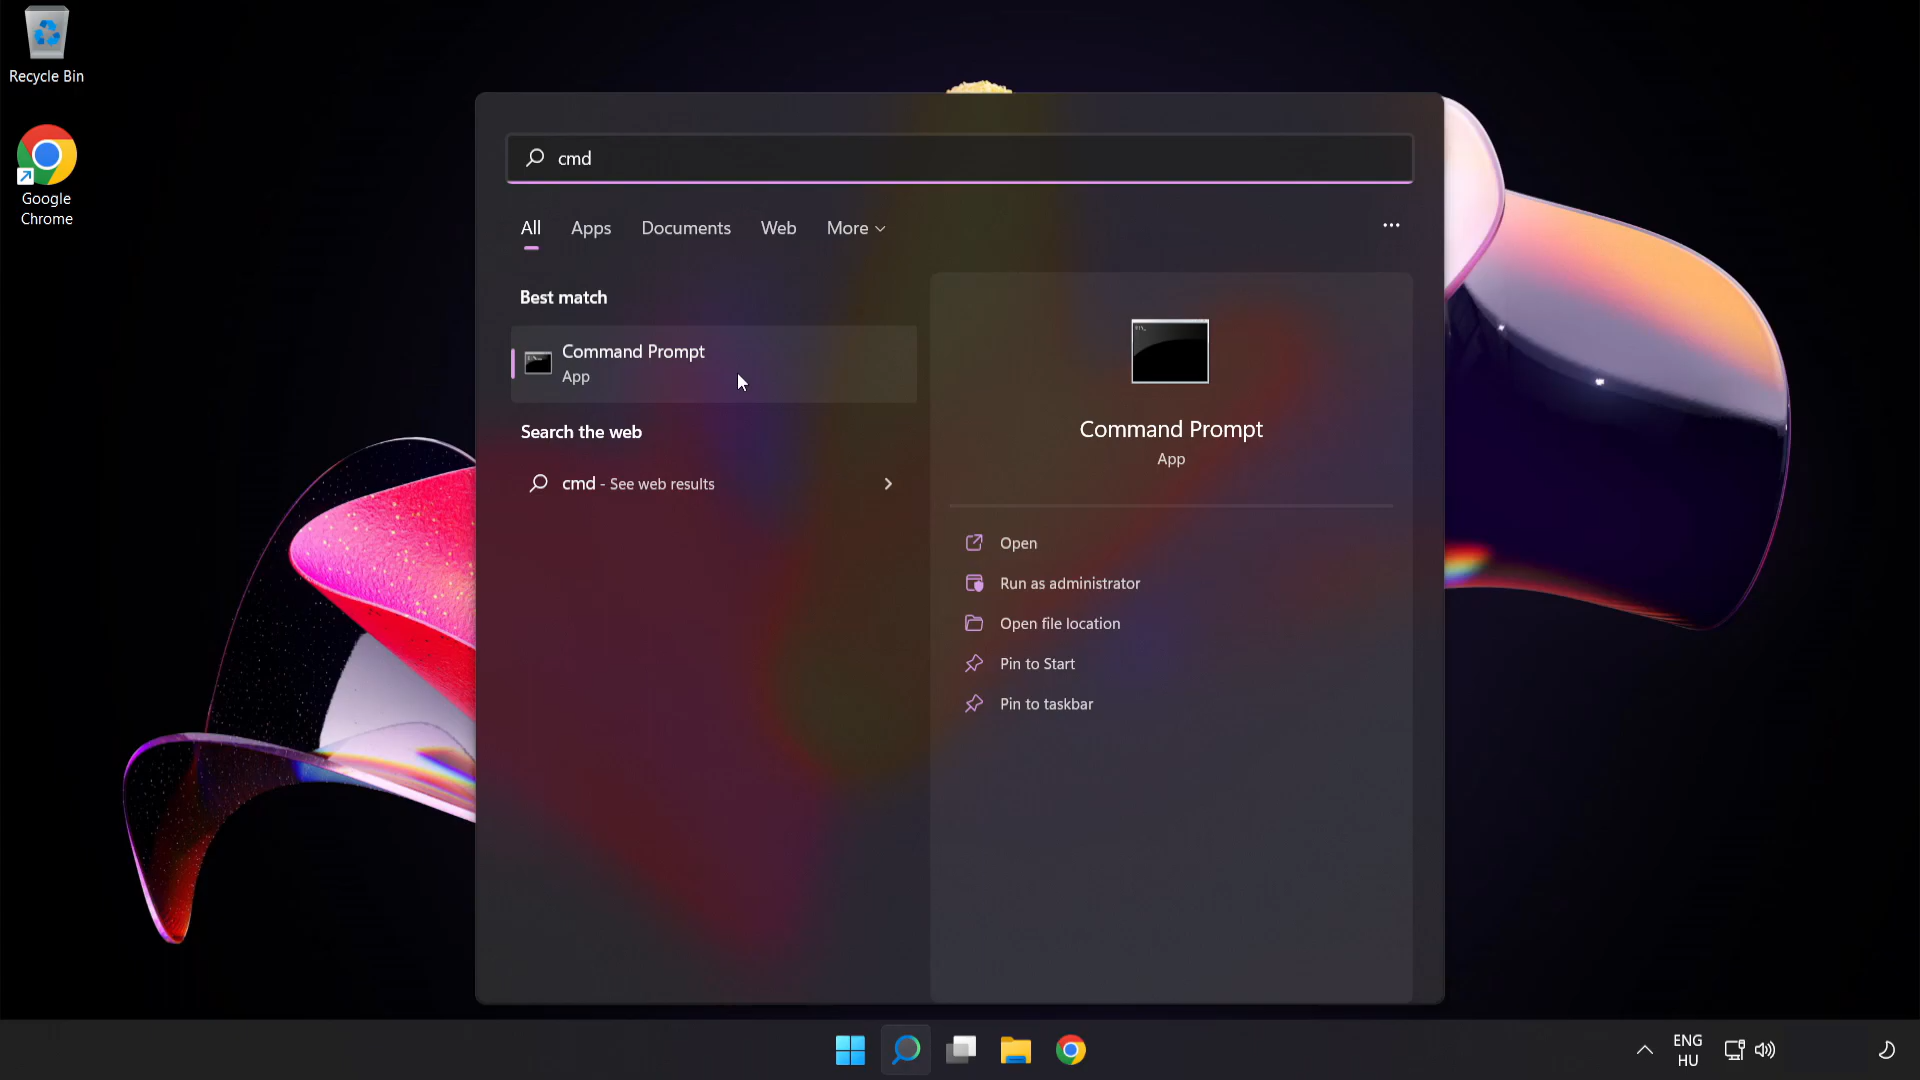 Recycle Bin
Google
Chrome
cmd
All Apps Documents Web More
Best match
Command Prompt
App
Search the web
cmd - See web results
Command Prompt
App
Open
Run as administrator
Open file location
Pin to Start
Pin to taskbar
ENG
HU